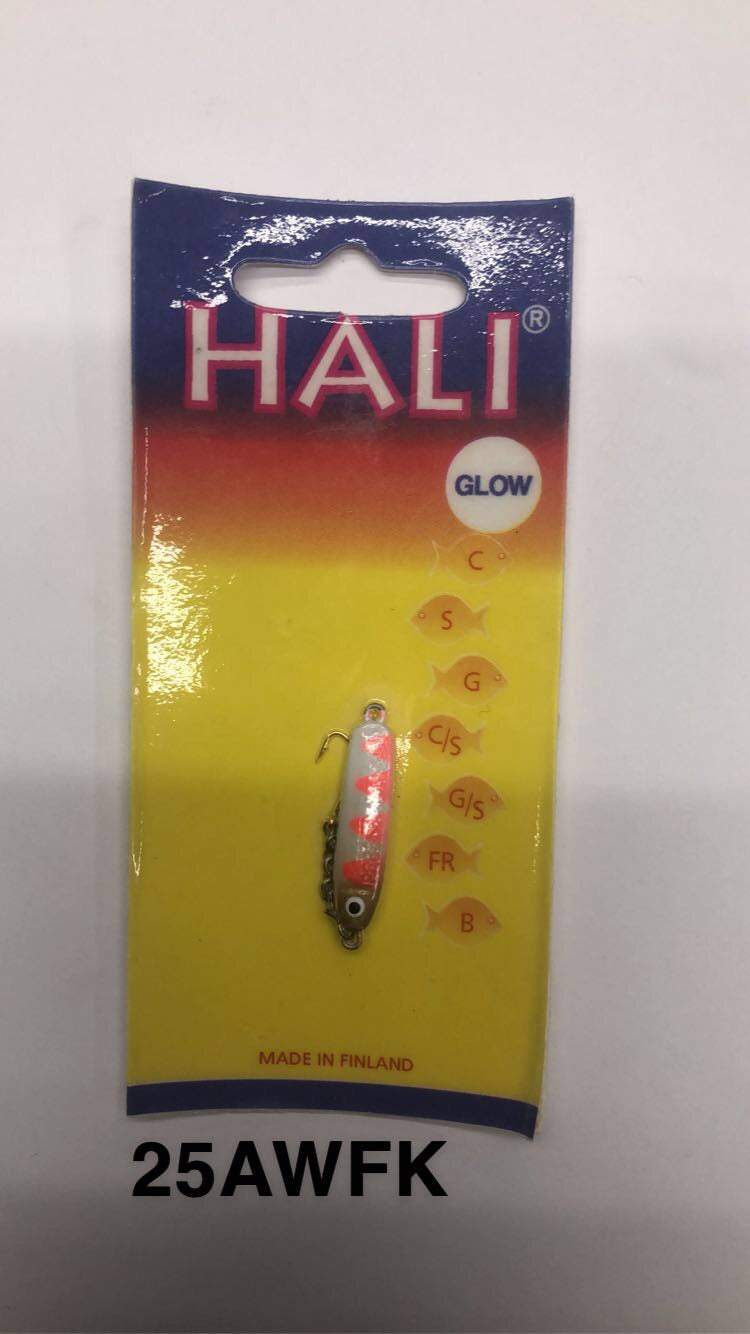 HALI®
GLOW
C
S
G
C/S
G/S
FR
B
MADE IN FINLAND
25AWFK